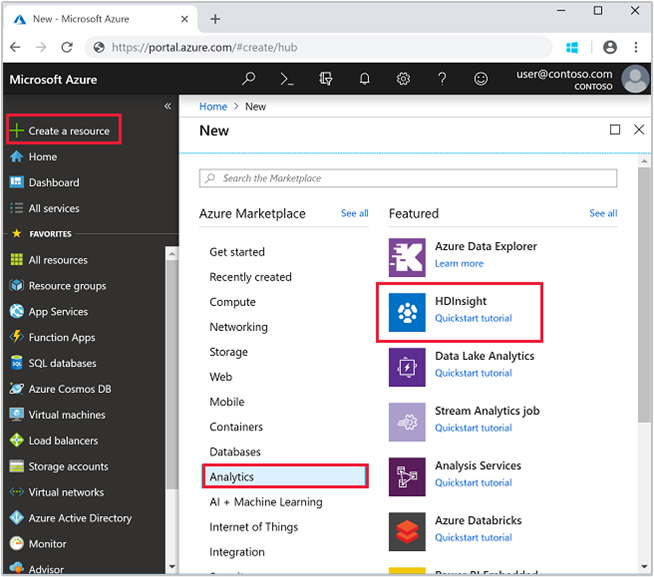 New - Microsoft Azure
https://portal.azure.com/#create/hub
Microsoft Azure
user@contoso.com
CONTOSO
Create a resource
Home
Dashboard
All services
FAVORITES
All resources
Resource groups
App Services
Function Apps
SQL databases
Azure Cosmos DB
Virtual machines
Load balancers
Storage accounts
Virtual networks
Azure Active Directory
Monitor
Advisor
Home > New
New
Search the Marketplace
Azure Marketplace See all
Get started
Recently created
Compute
Networking
Storage
Web
Mobile
Containers
Databases
Analytics
AI + Machine Learning
Internet of Things
Integration
Featured See all
Azure Data Explorer
Learn more
HDInsight
Quickstart tutorial
Data Lake Analytics
Quickstart tutorial
Stream Analytics job
Quickstart tutorial
Analysis Services
Quickstart tutorial
Azure Databricks
Quickstart tutorial
Power BI Embedded